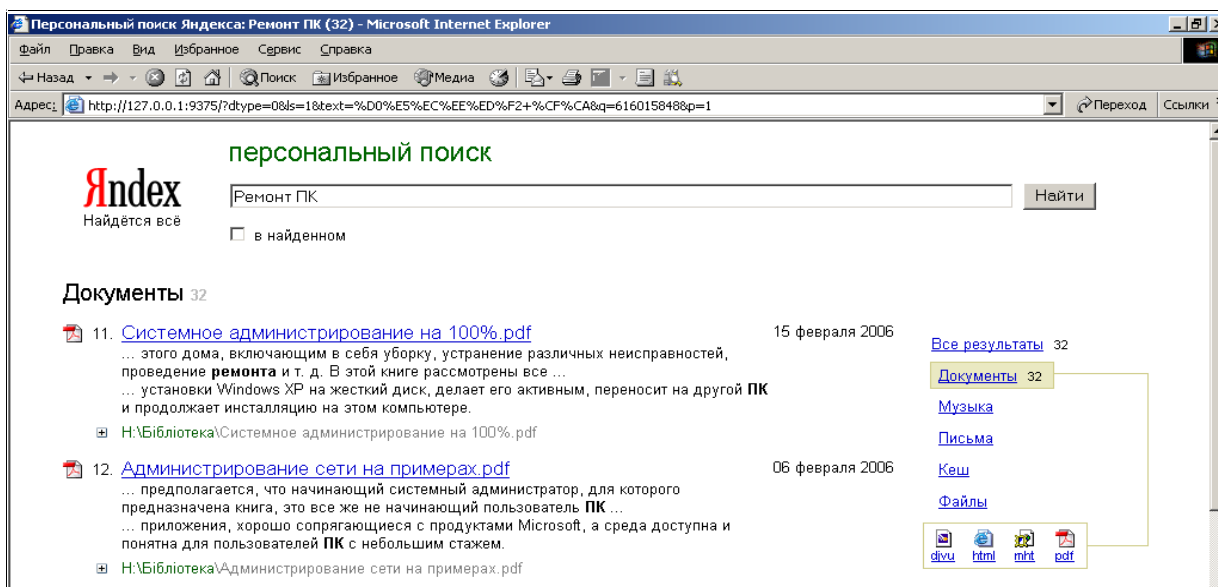 Персональный поиск Яндекса: Ремонт ПК (32) - Microsoft Internet Explorer
Файл Правка Вид Избранное Сервис Справка
Назад Поиск Избранное Медиа
Адрес: http://127.0.0.1:9375/?dtype=0&ls=1&text=%D0%E5%EC%EE%ED%F2+%CF%CA&q=616015848&p=1 Переход Ссылки
персональный поиск
Яndex
Найдётся всё
Ремонт ПК Найти
в найденном
Документы 32
11. Системное администрирование на 100%.pdf 15 февраля 2006
... этого дома, включающим в себя уборку, устранение различных неисправностей,
проведение ремонта и т. д. В этой книге рассмотрены все ...
... установки Windows XP на жесткий диск, делает его активным, переносит на другой ПК
и продолжает инсталляцию на этом компьютере.
H:\Бібліотека\Системное администрирование на 100%.pdf
12. Администрирование сети на примерах.pdf 06 февраля 2006
... предполагается, что начинающий системный администратор, для которого
предназначена книга, это все же не начинающий пользователь ПК ...
... приложения, хорошо сопрягающиеся с продуктами Microsoft, а среда доступна и
понятна для пользователей ПК с небольшим стажем.
H:\Бібліотека\Администрирование сети на примерах.pdf
Все результаты 32
Документы 32
Музыка
Письма
Кеш
Файлы
djvu html mht pdf